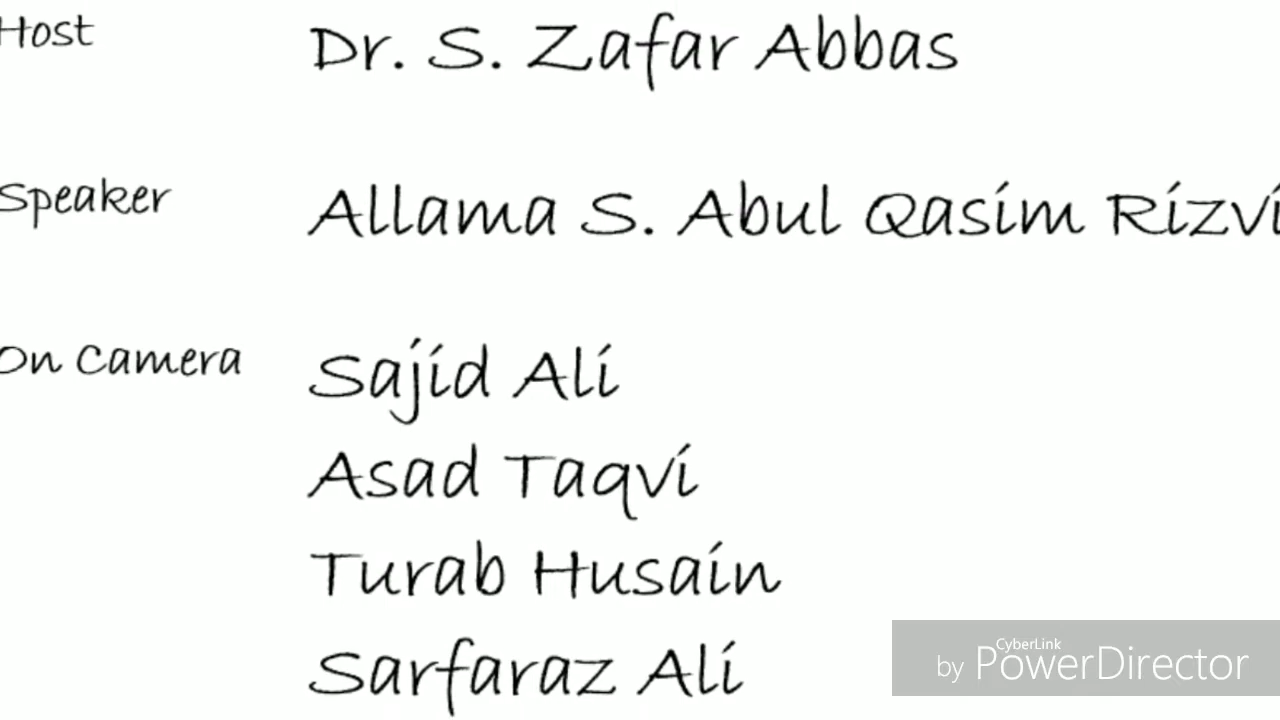 Host Dr. S. Zafar Abbas
Speaker Allama S. Abul Qasim Rizvi
On Camera Sajid Ali
Asad Taqvi
Turab Husain
Sarfaraz Ali
CyberLink
by PowerDirector